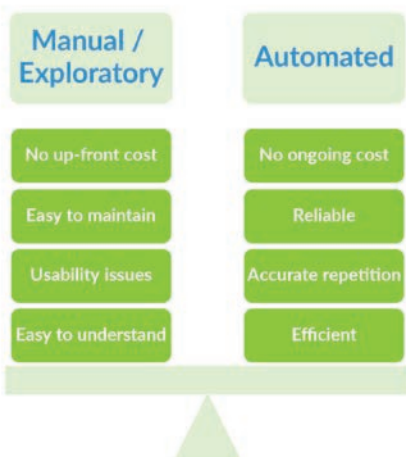 Manual /
Exploratory
No up-front cost
Easy to maintain
Usability issues
Easy to understand
Automated
No ongoing cost
Reliable
Accurate repetition
Efficient